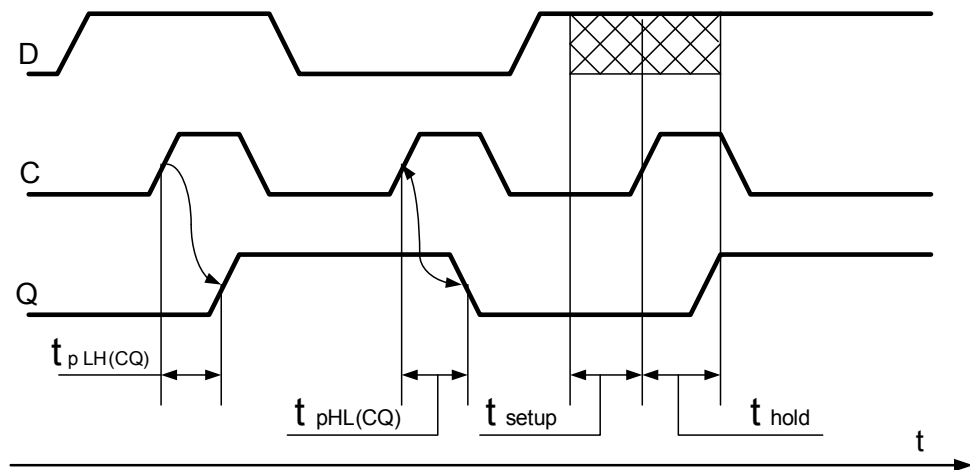 D
C
Q
t p LH(CQ)
t pHL(CQ)
t setup
t hold
t